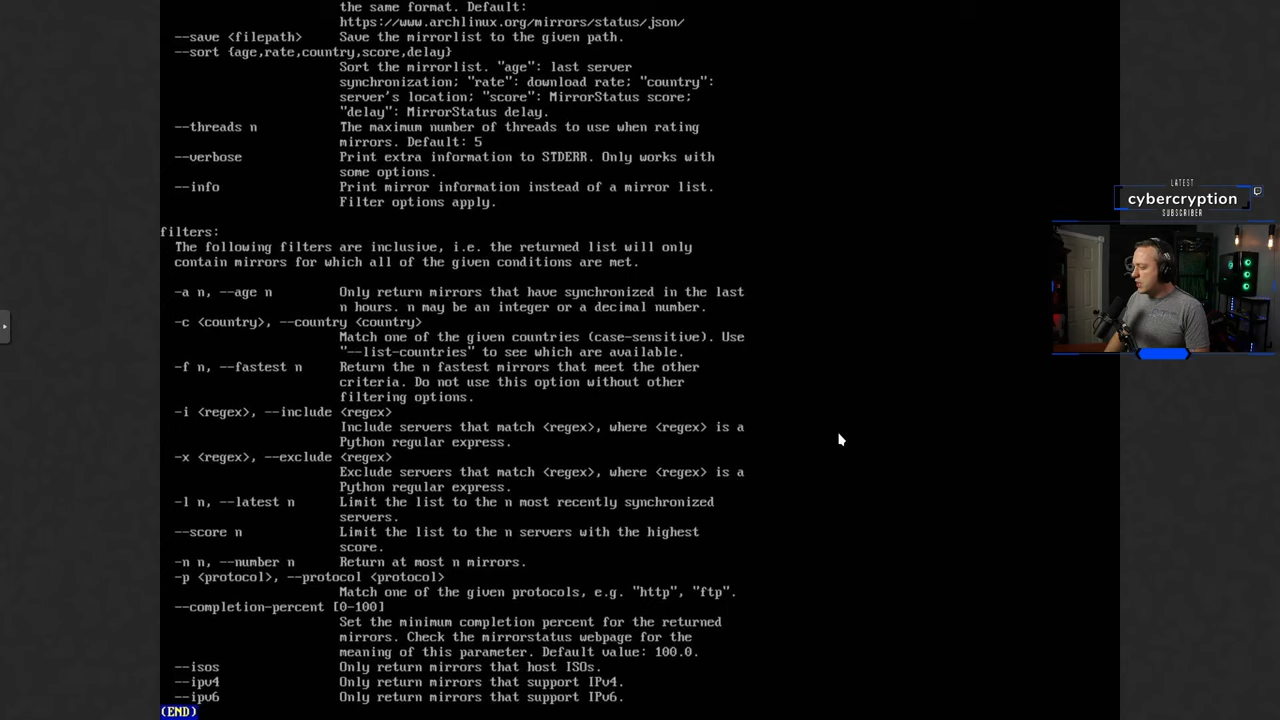 the same format. Default:
https://www.archlinux.org/mirrors/status/json/
--save <filepath> Save the mirrorlist to the given path.
--sort {age,rate,country,score,delay}
Sort the mirrorlist. "age": last server
synchronization; "rate": download rate; "country":
server's location; "score": MirrorStatus score;
"delay": MirrorStatus delay.
--threads n The maximum number of threads to use when rating
mirrors. Default: 5
--verbose Print extra information to STDERR. Only works with
some options.
--info Print mirror information instead of a mirror list.
Filter options apply.
filters:
The following filters are inclusive, i.e. the returned list will only
contain mirrors for which all of the given conditions are met.
-a n, --age n Only return mirrors that have synchronized in the last
n hours. n may be an integer or a decimal number.
-c <country>, --country <country>
Match one of the given countries (case-sensitive). Use
"--list-countries" to see which are available.
-f n, --fastest n Return the n fastest mirrors that meet the other
criteria. Do not use this option without other
filtering options.
-i <regex>, --include <regex>
Include servers that match <regex>, where <regex> is a
Python regular express.
-x <regex>, --exclude <regex>
Exclude servers that match <regex>, where <regex> is a
Python regular express.
-l n, --latest n Limit the list to the n most recently synchronized
servers.
--score n Limit the list to the n servers with the highest
score.
-n n, --number n Return at most n mirrors.
-p <protocol>, --protocol <protocol>
Match one of the given protocols, e.g. "http", "ftp".
--completion-percent [0-100]
Set the minimum completion percent for the returned
mirrors. Check the mirrorstatus webpage for the
meaning of this parameter. Default value: 100.0.
--isos Only return mirrors that host ISOs.
--ipv4 Only return mirrors that support IPv4.
--ipv6 Only return mirrors that support IPv6.
(END)
LATEST
cybercryption
SUBSCRIBER